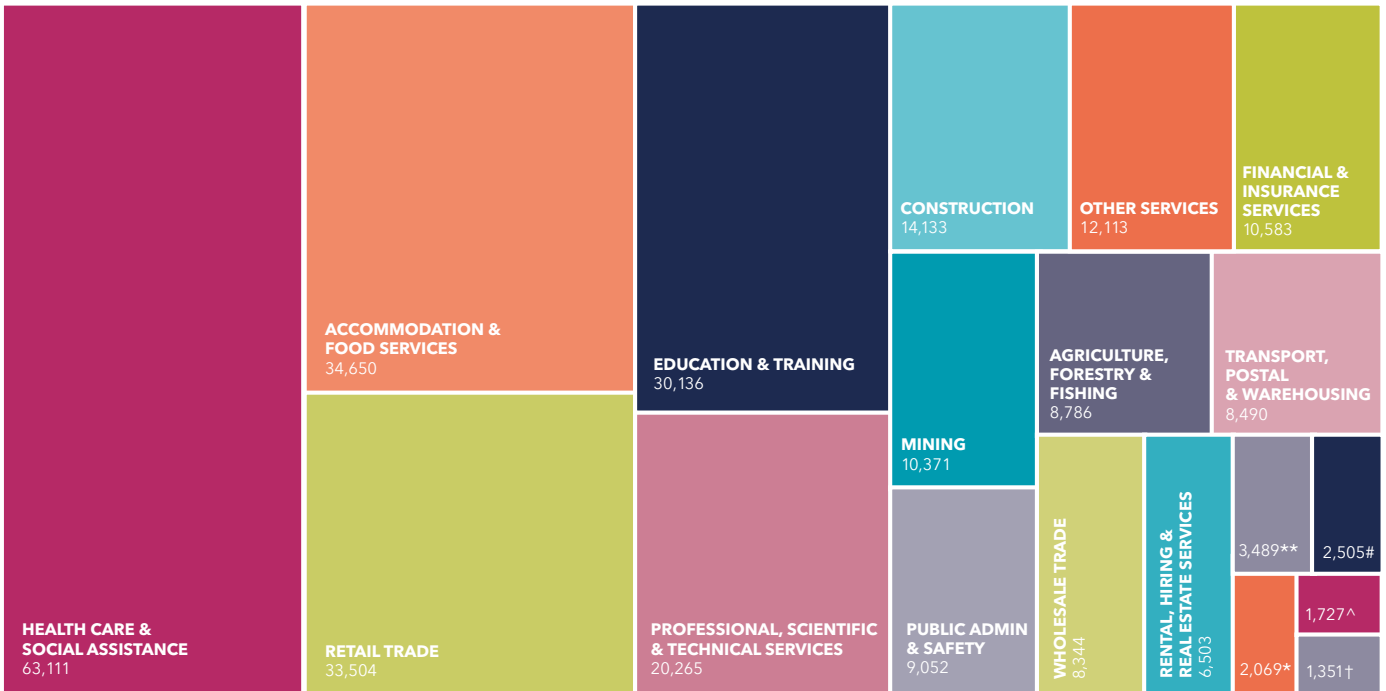 HEALTH CARE &
SOCIAL ASSISTANCE
63,111
ACCOMMODATION &
FOOD SERVICES
34,650
RETAIL TRADE
33,504
EDUCATION & TRAINING
30,136
PROFESSIONAL, SCIENTIFIC
& TECHNICAL SERVICES
20,265
CONSTRUCTION
14,133
OTHER SERVICES
12,113
FINANCIAL &
INSURANCE
SERVICES
10,583
MINING
10,371
AGRICULTURE,
FORESTRY &
FISHING
8,786
TRANSPORT,
POSTAL
& WAREHOUSING
8,490
PUBLIC ADMIN
& SAFETY
9,052
WHOLESALE TRADE
8,344
RENTAL, HIRING &
REAL ESTATE SERVICES
6,503
3,489**
2,505#
2,069*
1,727^
1,351†